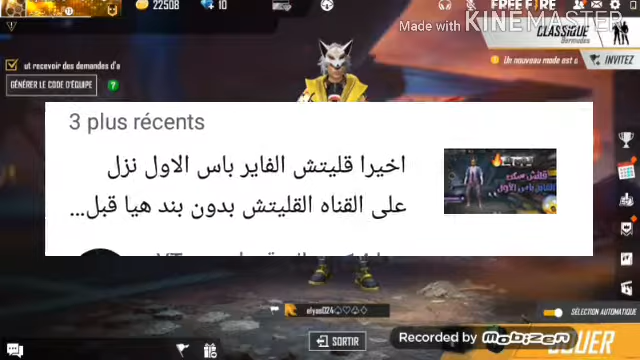 22508
10
FREE FIRE
Made with KINEMASTER
CLASSIQUE
Bermudes
ut recevoir des demandes d'a
Un nouveau mode est a
INVITEZ
GÉNÉRER LE CODE D'ÉQUIPE
?
3 plus récents
اخيرا قليتش الفاير باس الاول نزل
على القناه القليتش بدون بند هيا قبل...
SÉLECTION AUTOMATIQUE
SORTIR
Recorded by Mobizen